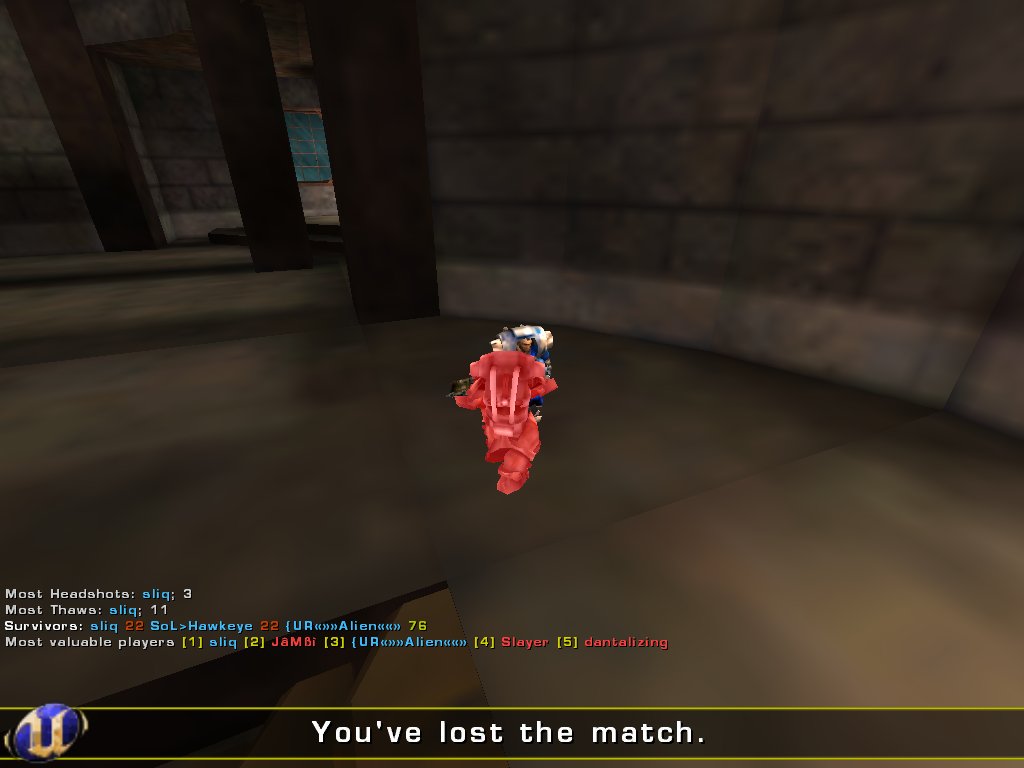 Most Headshots: sliq; 3
Most Thaws: sliq; 11
Survivors: sliq 22 SoL>Hawkeye 22 {UR«»»Alien««» 76
Most valuable players [1] sliq [2] JâMßi [3] {UR«»»Alien««» [4] Slayer [5] dantalizing
You've lost the match.